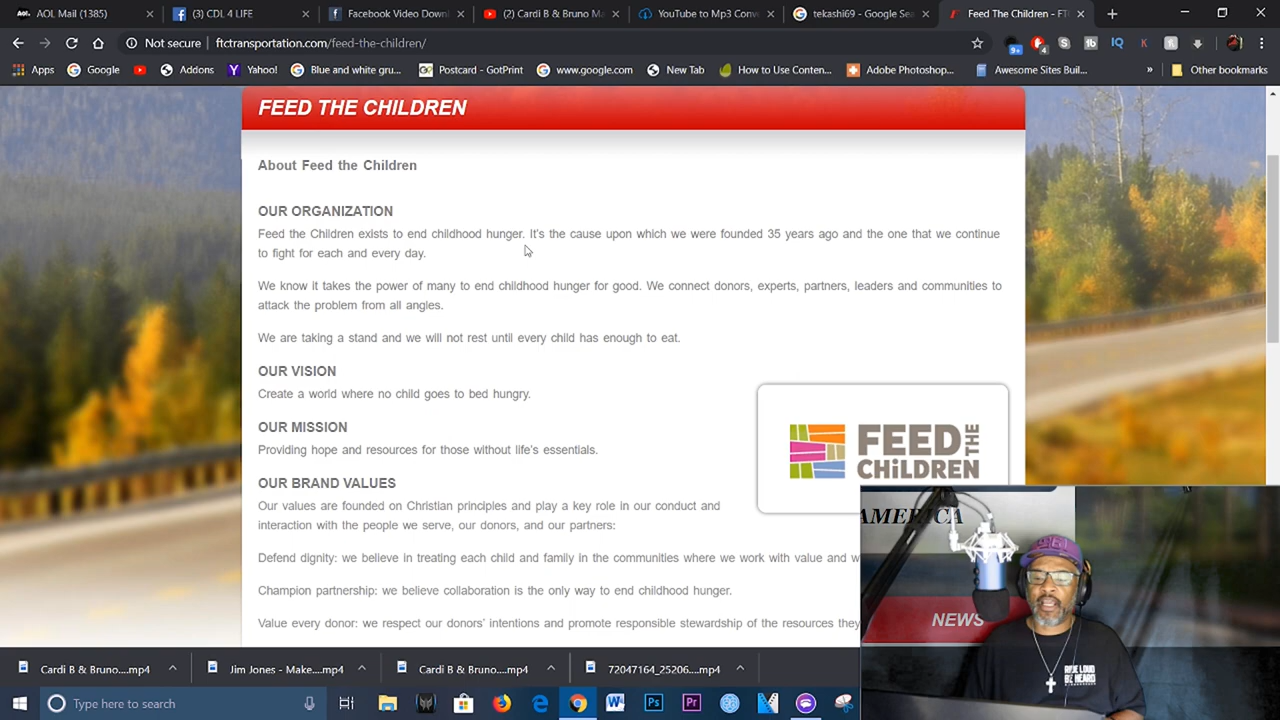 AOL Mail (1385)
(3) CDL 4 LIFE
Facebook Video Downl
(2) Cardi B & Bruno Ma
YouTube to Mp3 Conv
tekashi69 - Google Sea
Feed The Children - FTC
Not secure
ftctransportation.com/feed-the-children/
9+
4
Apps
Google
Addons
Yahoo!
Blue and white gru...
Postcard - GotPrint
www.google.com
New Tab
How to Use Conten...
Adobe Photoshop...
Awesome Sites Buil...
»
Other bookmarks
FEED THE CHILDREN
About Feed the Children
OUR ORGANIZATION
Feed the Children exists to end childhood hunger. It's the cause upon which we were founded 35 years ago and the one that we continue
to fight for each and every day.
We know it takes the power of many to end childhood hunger for good. We connect donors, experts, partners, leaders and communities to
attack the problem from all angles.
We are taking a stand and we will not rest until every child has enough to eat.
OUR VISION
Create a world where no child goes to bed hungry.
OUR MISSION
Providing hope and resources for those without life's essentials.
OUR BRAND VALUES
Our values are founded on Christian principles and play a key role in our conduct and
interaction with the people we serve, our donors, and our partners:
Defend dignity: we believe in treating each child and family in the communities where we work with value and w
Champion partnership: we believe collaboration is the only way to end childhood hunger.
Value every donor: we respect our donors' intentions and promote responsible stewardship of the resources they
FEED THE
CHiLDREN
AMERICA
NEWS
Cardi B & Bruno....mp4
Jim Jones - Make....mp4
Cardi B & Bruno....mp4
72047164_25206....mp4
Type here to search